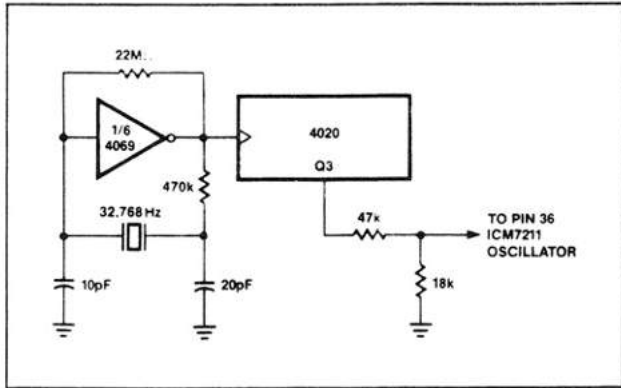 22M..
1/6
4069
4020
Q3
470k
32.768 Hz
47k
TO PIN 36
ICM7211
OSCILLATOR
10pF
20pF
18k